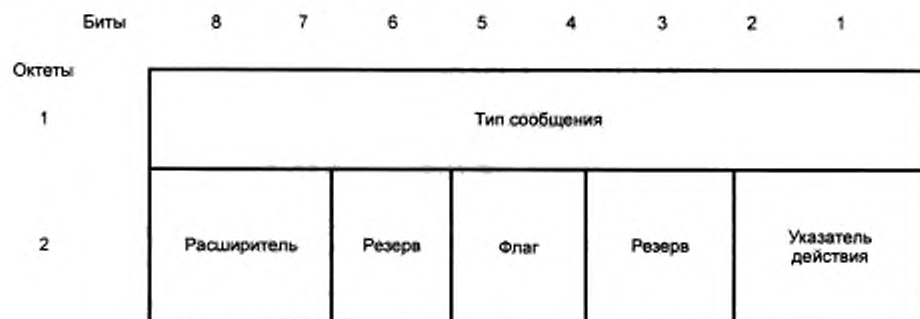 Биты 8 7 6 5 4 3 2 1
Октеты
1 Тип сообщения
2 Расширитель Резерв Флаг Резерв Указатель
действия